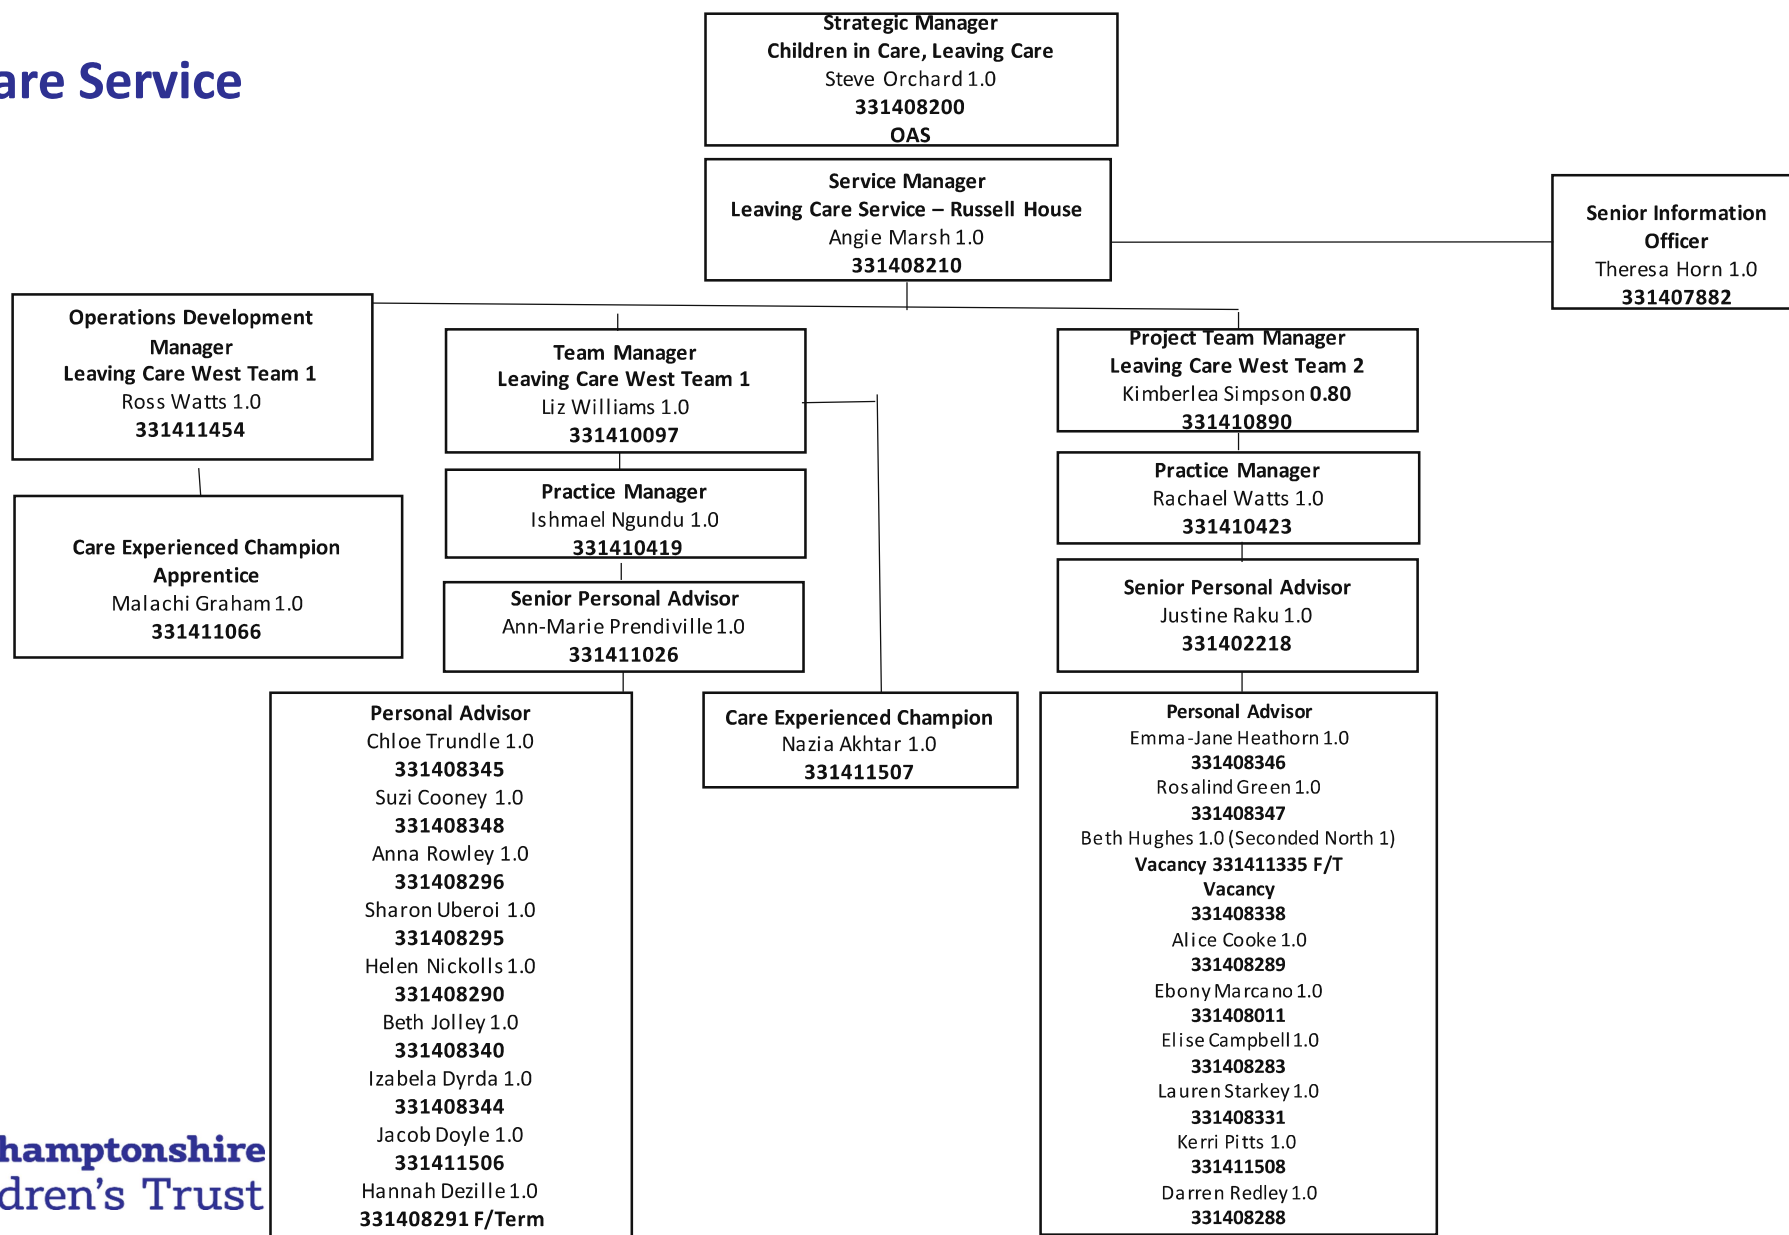 are Service
Strategic Manager
Children in Care, Leaving Care
Steve Orchard 1.0
331408200
OAS
Service Manager
Leaving Care Service – Russell House
Angie Marsh 1.0
331408210
Senior Information
Officer
Theresa Horn 1.0
331407882
Operations Development
Manager
Leaving Care West Team 1
Ross Watts 1.0
331411454
Team Manager
Leaving Care West Team 1
Liz Williams 1.0
331410097
Project Team Manager
Leaving Care West Team 2
Kimberlea Simpson 0.80
331410890
Care Experienced Champion
Apprentice
Malachi Graham 1.0
331411066
Practice Manager
Ishmael Ngundu 1.0
331410419
Practice Manager
Rachael Watts 1.0
331410423
Senior Personal Advisor
Ann-Marie Prendiville 1.0
331411026
Senior Personal Advisor
Justine Raku 1.0
331402218
Personal Advisor
Chloe Trundle 1.0
331408345
Suzi Cooney 1.0
331408348
Anna Rowley 1.0
331408296
Sharon Uberoi 1.0
331408295
Helen Nickolls 1.0
331408290
Beth Jolley 1.0
331408340
Izabela Dyrda 1.0
331408344
Jacob Doyle 1.0
331411506
Hannah Dezille 1.0
331408291 F/Term
Care Experienced Champion
Nazia Akhtar 1.0
331411507
Personal Advisor
Emma-Jane Heathorn 1.0
331408346
Rosalind Green 1.0
331408347
Beth Hughes 1.0 (Seconded North 1)
Vacancy 331411335 F/T
Vacancy
331408338
Alice Cooke 1.0
331408289
Ebony Marcano 1.0
331408011
Elise Campbell 1.0
331408283
Lauren Starkey 1.0
331408331
Kerri Pitts 1.0
331411508
Darren Redley 1.0
331408288
hamptonshire
dren's Trust